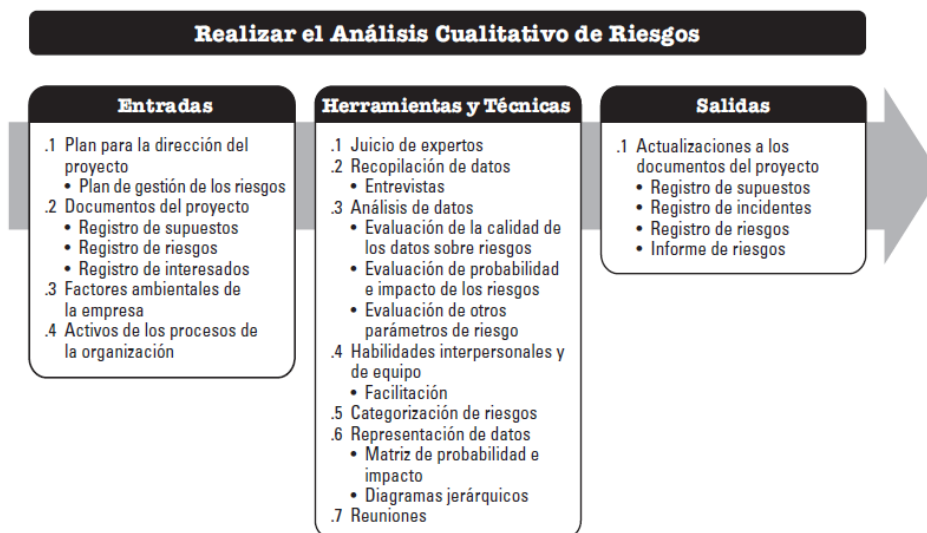 Realizar el Análisis Cualitativo de Riesgos
Entradas
.1 Plan para la dirección del
proyecto
• Plan de gestión de los riesgos
.2 Documentos del proyecto
• Registro de supuestos
• Registro de riesgos
• Registro de interesados
.3 Factores ambientales de
la empresa
.4 Activos de los procesos de
la organización
Herramientas y Técnicas
.1 Juicio de expertos
.2 Recopilación de datos
• Entrevistas
.3 Análisis de datos
• Evaluación de la calidad de
los datos sobre riesgos
• Evaluación de probabilidad
e impacto de los riesgos
• Evaluación de otros
parámetros de riesgo
.4 Habilidades interpersonales y
de equipo
• Facilitación
.5 Categorización de riesgos
.6 Representación de datos
• Matriz de probabilidad e
impacto
• Diagramas jerárquicos
.7 Reuniones
Salidas
.1 Actualizaciones a los
documentos del proyecto
• Registro de supuestos
• Registro de incidentes
• Registro de riesgos
• Informe de riesgos